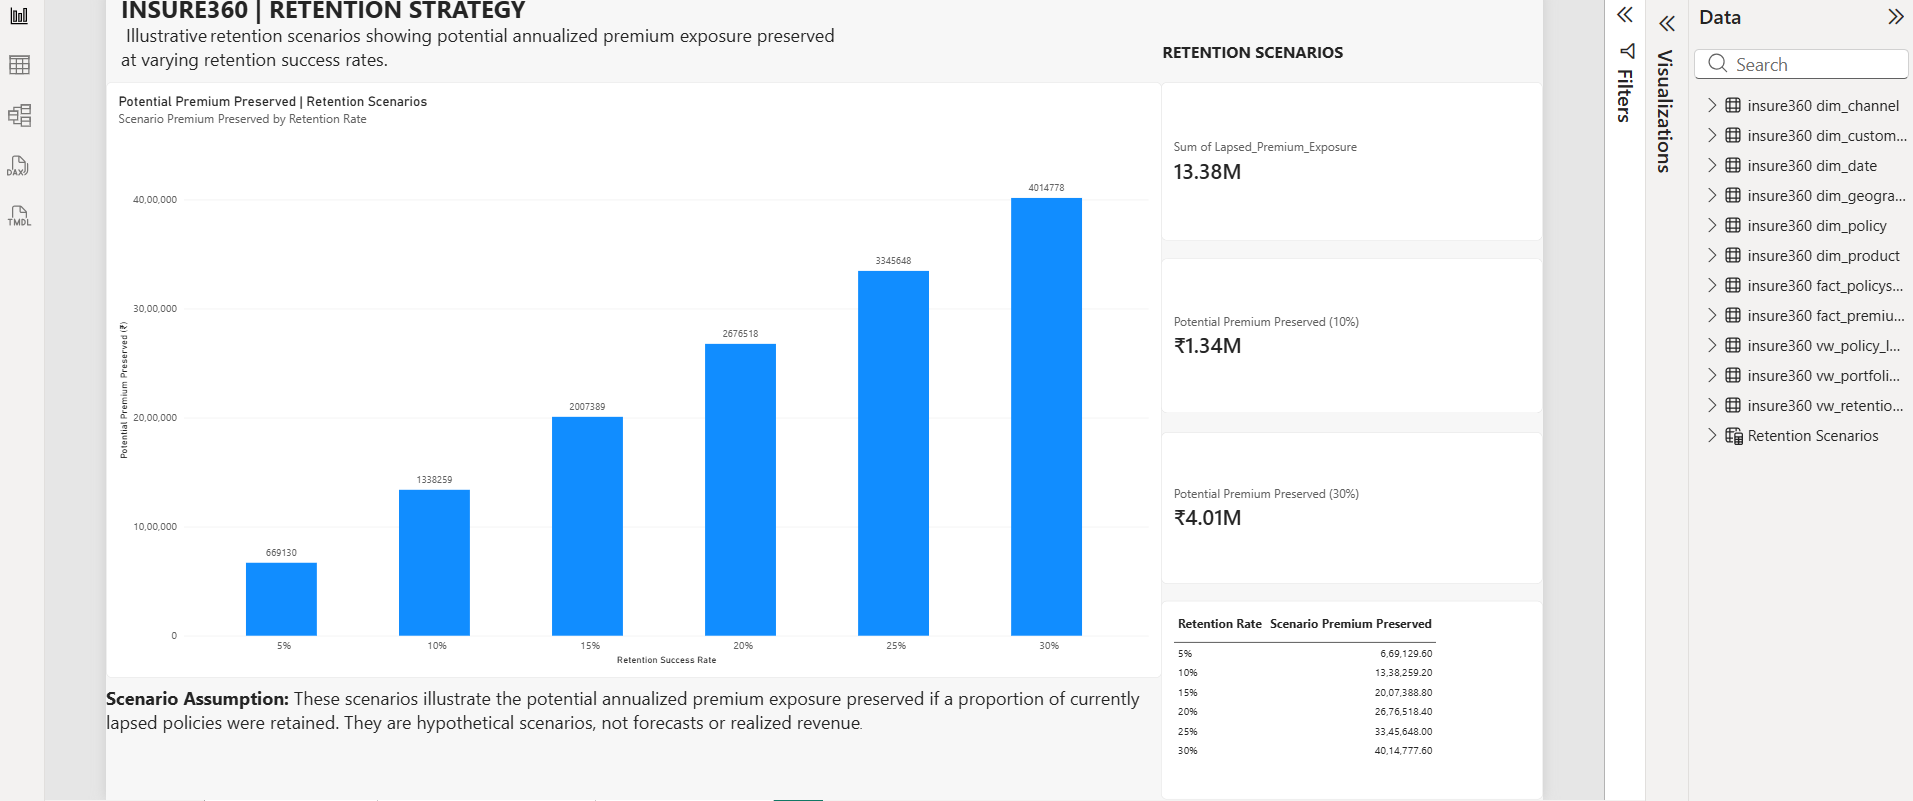 INSURE360 | RETENTION STRATEGY
Illustrative retention scenarios showing potential annualized premium exposure preserved
at varying retention success rates.
Potential Premium Preserved | Retention Scenarios
Scenario Premium Preserved by Retention Rate
Potential Premium Preserved (₹)
40,00,000
30,00,000
20,00,000
10,00,000
0
669130
1338259
2007389
2676518
3345648
4014778
5%
10%
15%
20%
25%
30%
Retention Success Rate
Scenario Assumption: These scenarios illustrate the potential annualized premium exposure preserved if a proportion of currently
lapsed policies were retained. They are hypothetical scenarios, not forecasts or realized revenue.
RETENTION SCENARIOS
Sum of Lapsed_Premium_Exposure
13.38M
Potential Premium Preserved (10%)
₹1.34M
Potential Premium Preserved (30%)
₹4.01M
Retention Rate Scenario Premium Preserved
5% 6,69,129.60
10% 13,38,259.20
15% 20,07,388.80
20% 26,76,518.40
25% 33,45,648.00
30% 40,14,777.60
Filters
Visualizations
Data
Search
insure360 dim_channel
insure360 dim_custom...
insure360 dim_date
insure360 dim_geogra...
insure360 dim_policy
insure360 dim_product
insure360 fact_policys...
insure360 fact_premiu...
insure360 vw_policy_l...
insure360 vw_portfoli...
insure360 vw_retentio...
Retention Scenarios
DAX
TMDL